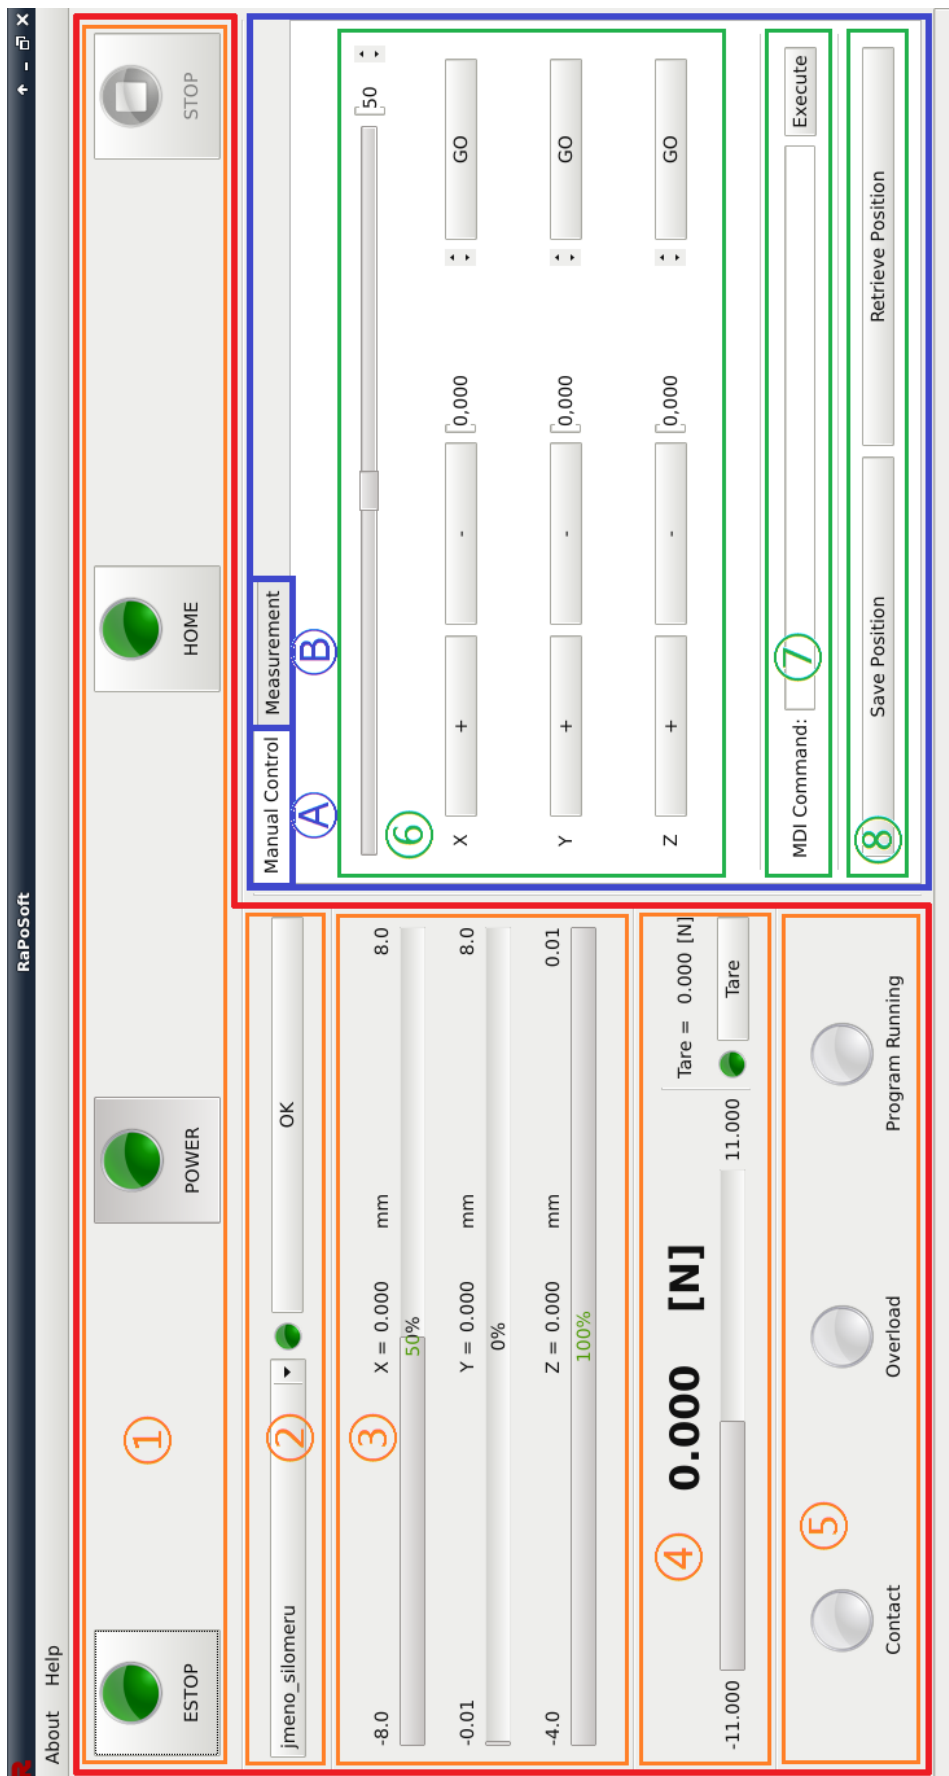 R RaPoSoft
About Help
ESTOP POWER HOME STOP
1
jmeno_silomeru OK
2
-8.0 X = 0.000 mm 8.0
50%
3
-0.01 Y = 0.000 mm 8.0
0%
-4.0 Z = 0.000 mm 0.01
100%
4
0.000 [N]
Tare = 0.000 [N]
-11.000 11.000 Tare
5
Contact Overload Program Running
Manual Control Measurement
A B
50
6
X + - 0,000 GO
Y + - 0,000 GO
Z + - 0,000 GO
MDI Command: Execute
7
8
Save Position Retrieve Position